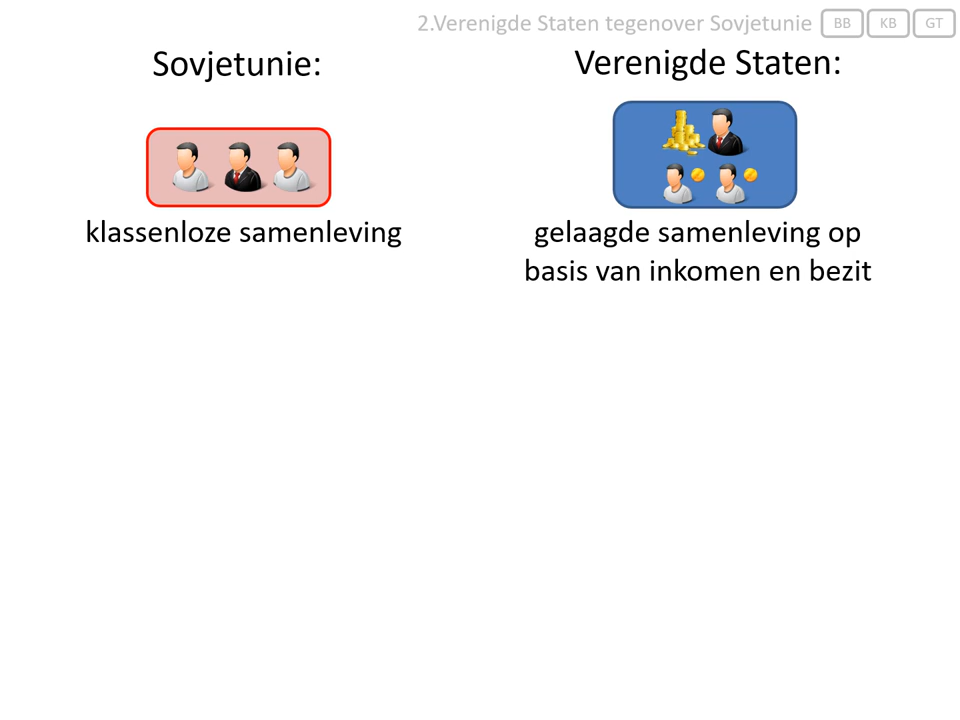 2.Verenigde Staten tegenover Sovjetunie BB KB GT
Sovjetunie:
klassenloze samenleving
Verenigde Staten:
gelaagde samenleving op
basis van inkomen en bezit